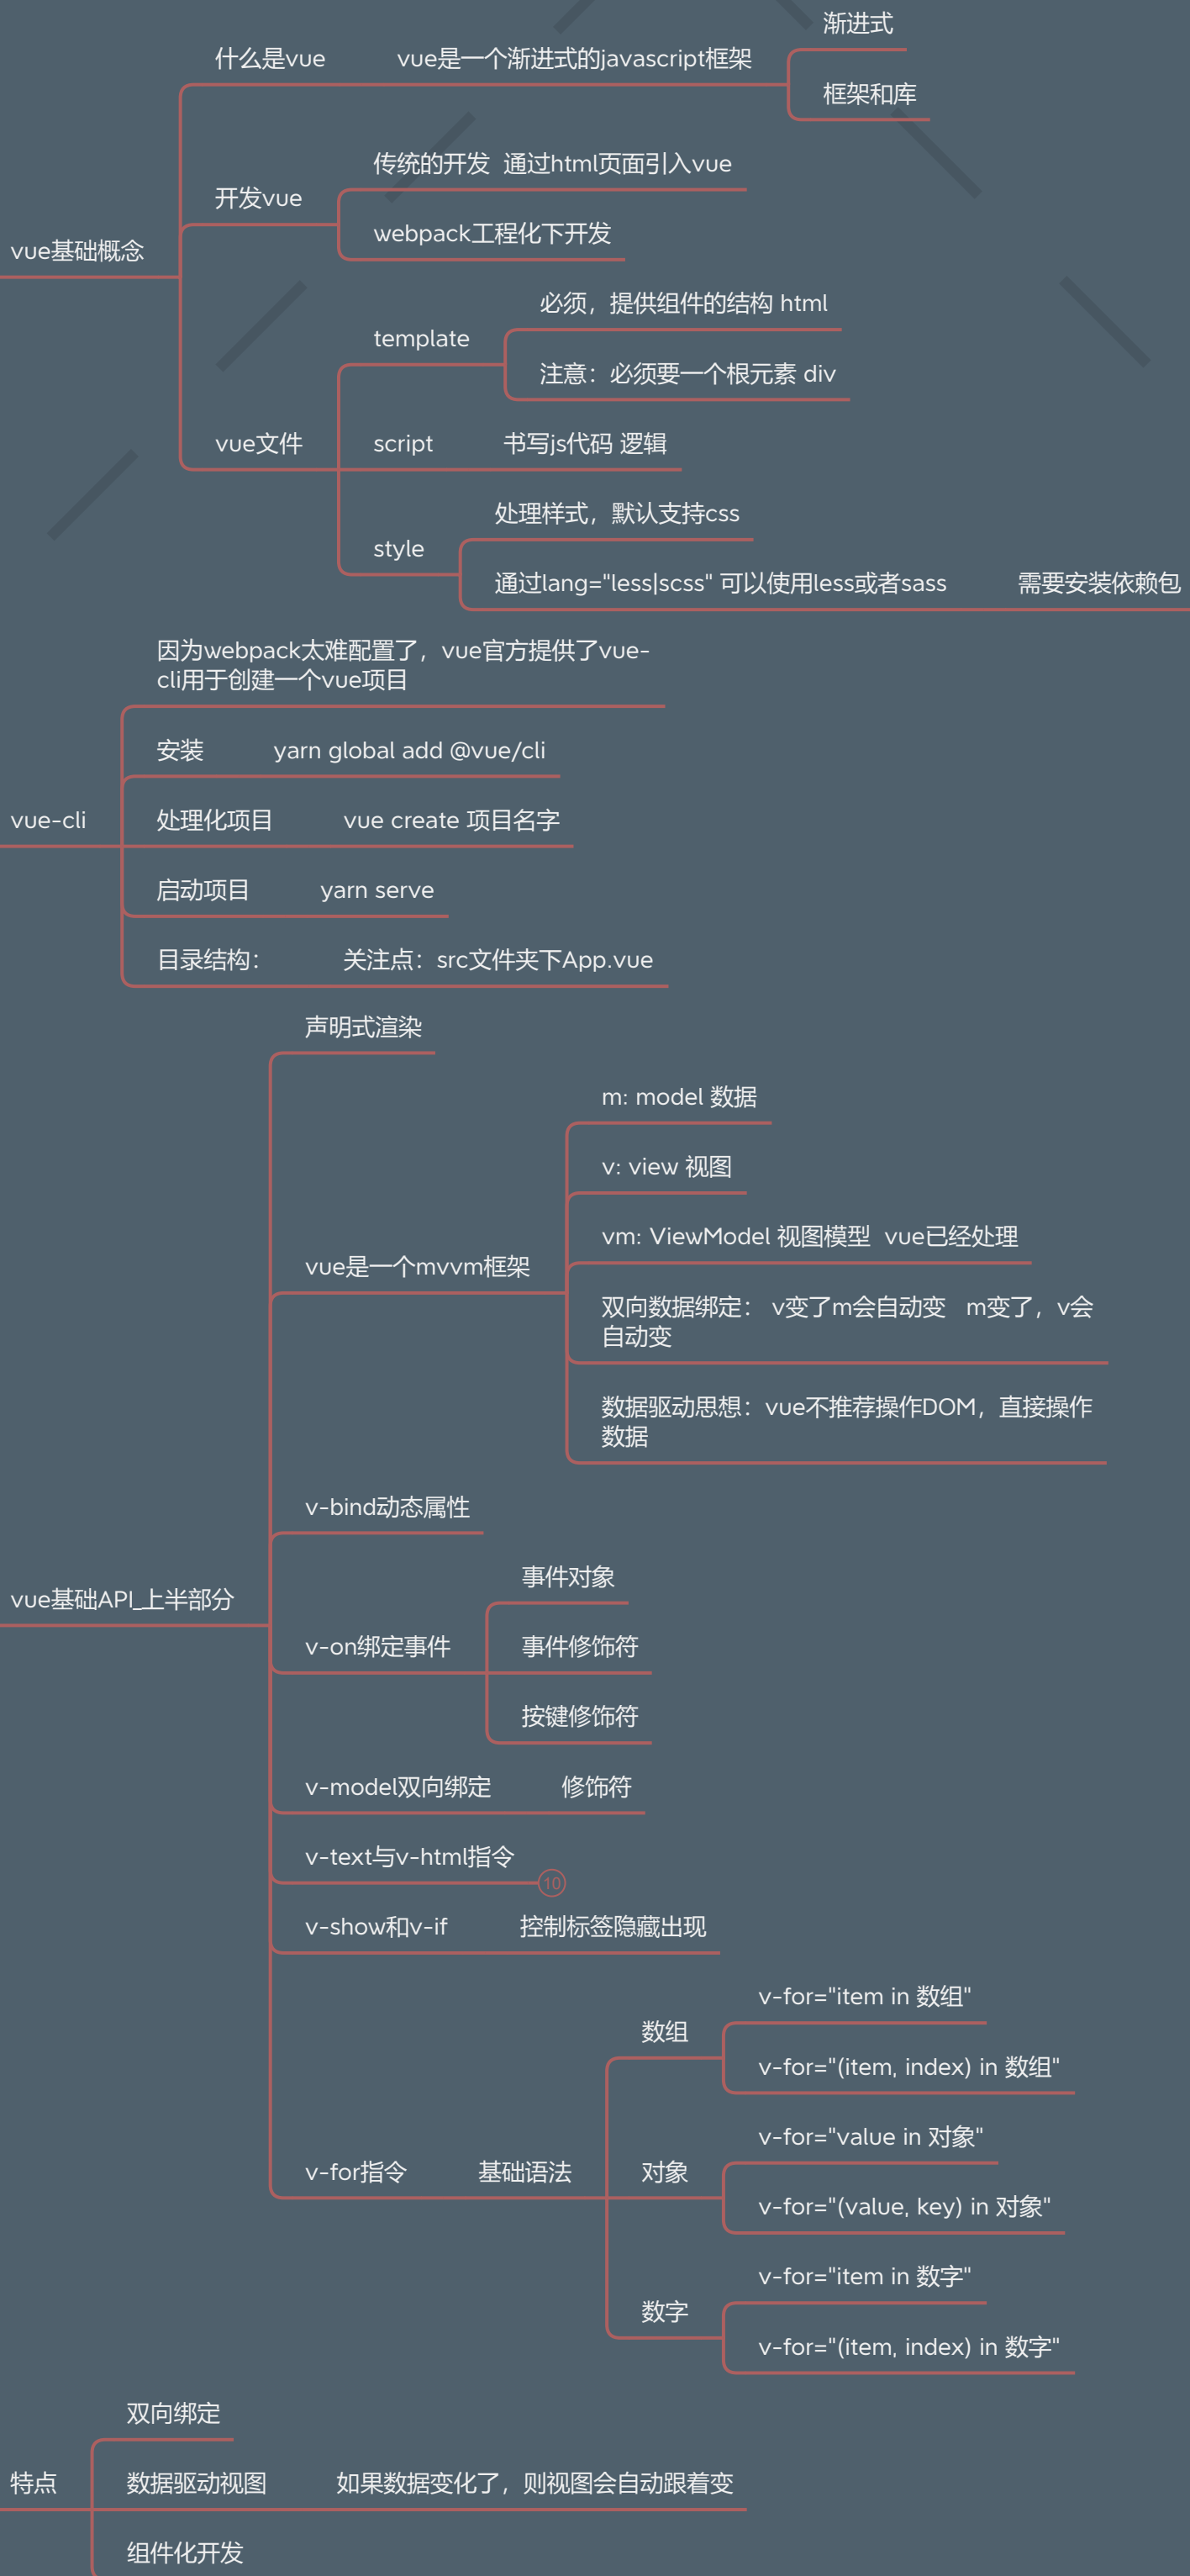 渐进式
什么是vue
vue是一个渐进式的javascript框架
框架和库
传统的开发 通过html页面引入vue
开发vue
webpack工程化下开发
vue基础概念
必须，提供组件的结构 html
template
注意：必须要一个根元素 div
vue文件
script
书写js代码 逻辑
处理样式，默认支持css
style
通过lang="less|scss" 可以使用less或者sass
需要安装依赖包
因为webpack太难配置了，vue官方提供了vue-
cli用于创建一个vue项目
安装
yarn global add @vue/cli
vue-cli
处理化项目
vue create 项目名字
启动项目
yarn serve
目录结构：
关注点：src文件夹下App.vue
声明式渲染
m: model 数据
v: view 视图
vm: ViewModel 视图模型 vue已经处理
vue是一个mvvm框架
双向数据绑定： v变了m会自动变 m变了，v会
自动变
数据驱动思想：vue不推荐操作DOM，直接操作
数据
v-bind动态属性
vue基础API_上半部分
事件对象
v-on绑定事件
事件修饰符
按键修饰符
v-model双向绑定
修饰符
v-text与v-html指令
10
v-show和v-if
控制标签隐藏出现
v-for="item in 数组"
数组
v-for="(item, index) in 数组"
v-for="value in 对象"
v-for指令
基础语法
对象
v-for="(value, key) in 对象"
v-for="item in 数字"
数字
v-for="(item, index) in 数字"
双向绑定
特点
数据驱动视图
如果数据变化了，则视图会自动跟着变
组件化开发